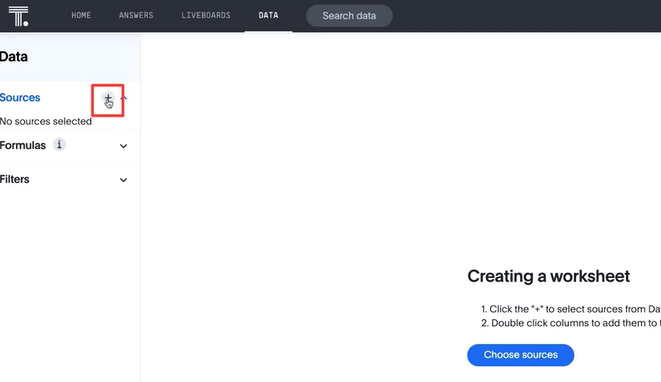 T.
HOME ANSWERS LIVEBOARDS DATA Search data
Data
Sources
No sources selected
Formulas i
Filters
Creating a worksheet
1. Click the "+" to select sources from
2. Double click columns to add them to
Choose sources